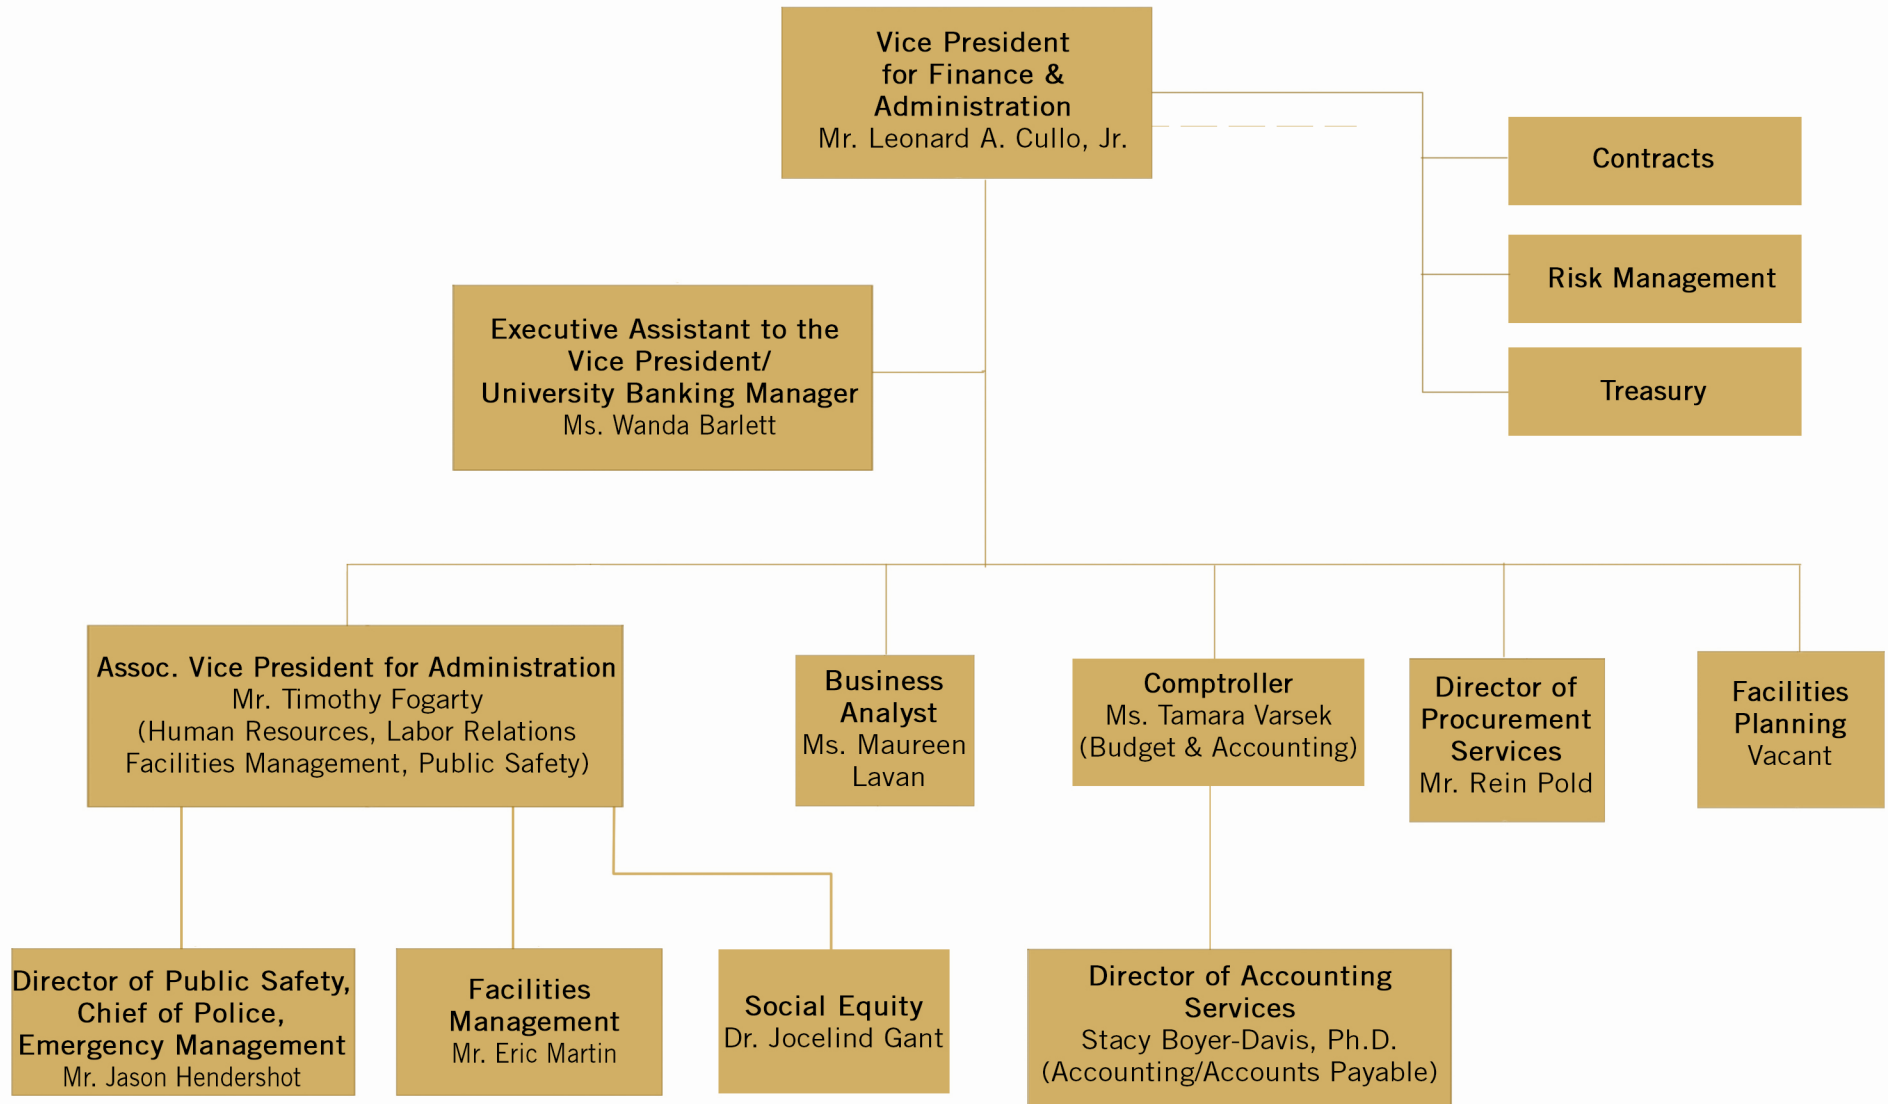 Vice President
for Finance &
Administration
Mr. Leonard A. Cullo, Jr.
Contracts
Risk Management
Treasury
Executive Assistant to the
Vice President/
University Banking Manager
Ms. Wanda Barlett
Assoc. Vice President for Administration
Mr. Timothy Fogarty
(Human Resources, Labor Relations
Facilities Management, Public Safety)
Business
Analyst
Ms. Maureen
Lavan
Comptroller
Ms. Tamara Varsek
(Budget & Accounting)
Director of
Procurement
Services
Mr. Rein Pold
Facilities
Planning
Vacant
Director of Public Safety,
Chief of Police,
Emergency Management
Mr. Jason Hendershot
Facilities
Management
Mr. Eric Martin
Social Equity
Dr. Jocelind Gant
Director of Accounting
Services
Stacy Boyer-Davis, Ph.D.
(Accounting/Accounts Payable)